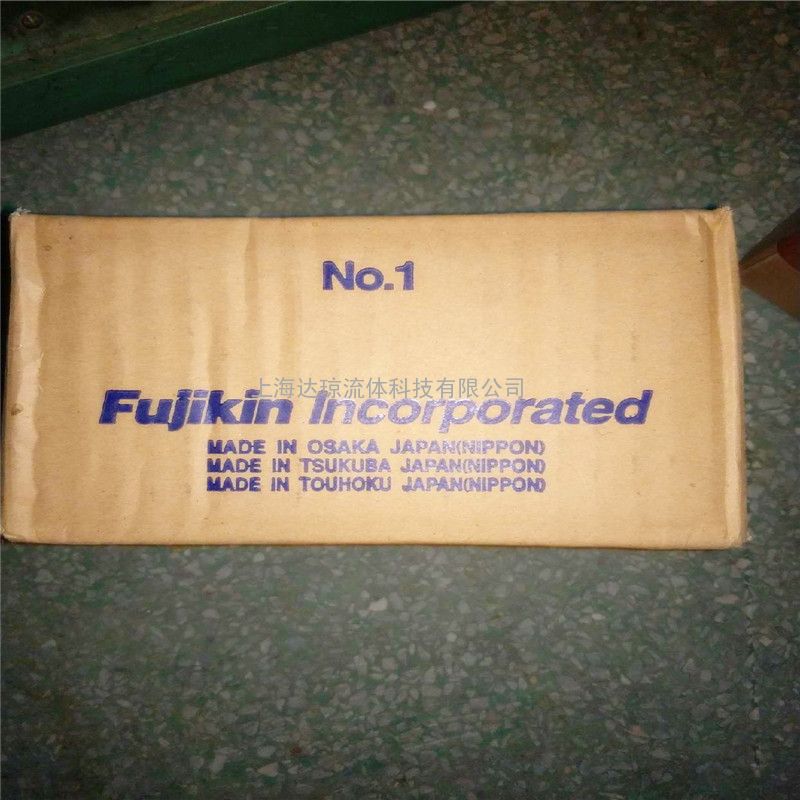 No.1
上海达琼流体科技有限公司
Fujikin Incorporated
MADE IN OSAKA JAPAN(NIPPON)
MADE IN TSUKUBA JAPAN(NIPPON)
MADE IN TOUHOKU JAPAN(NIPPON)